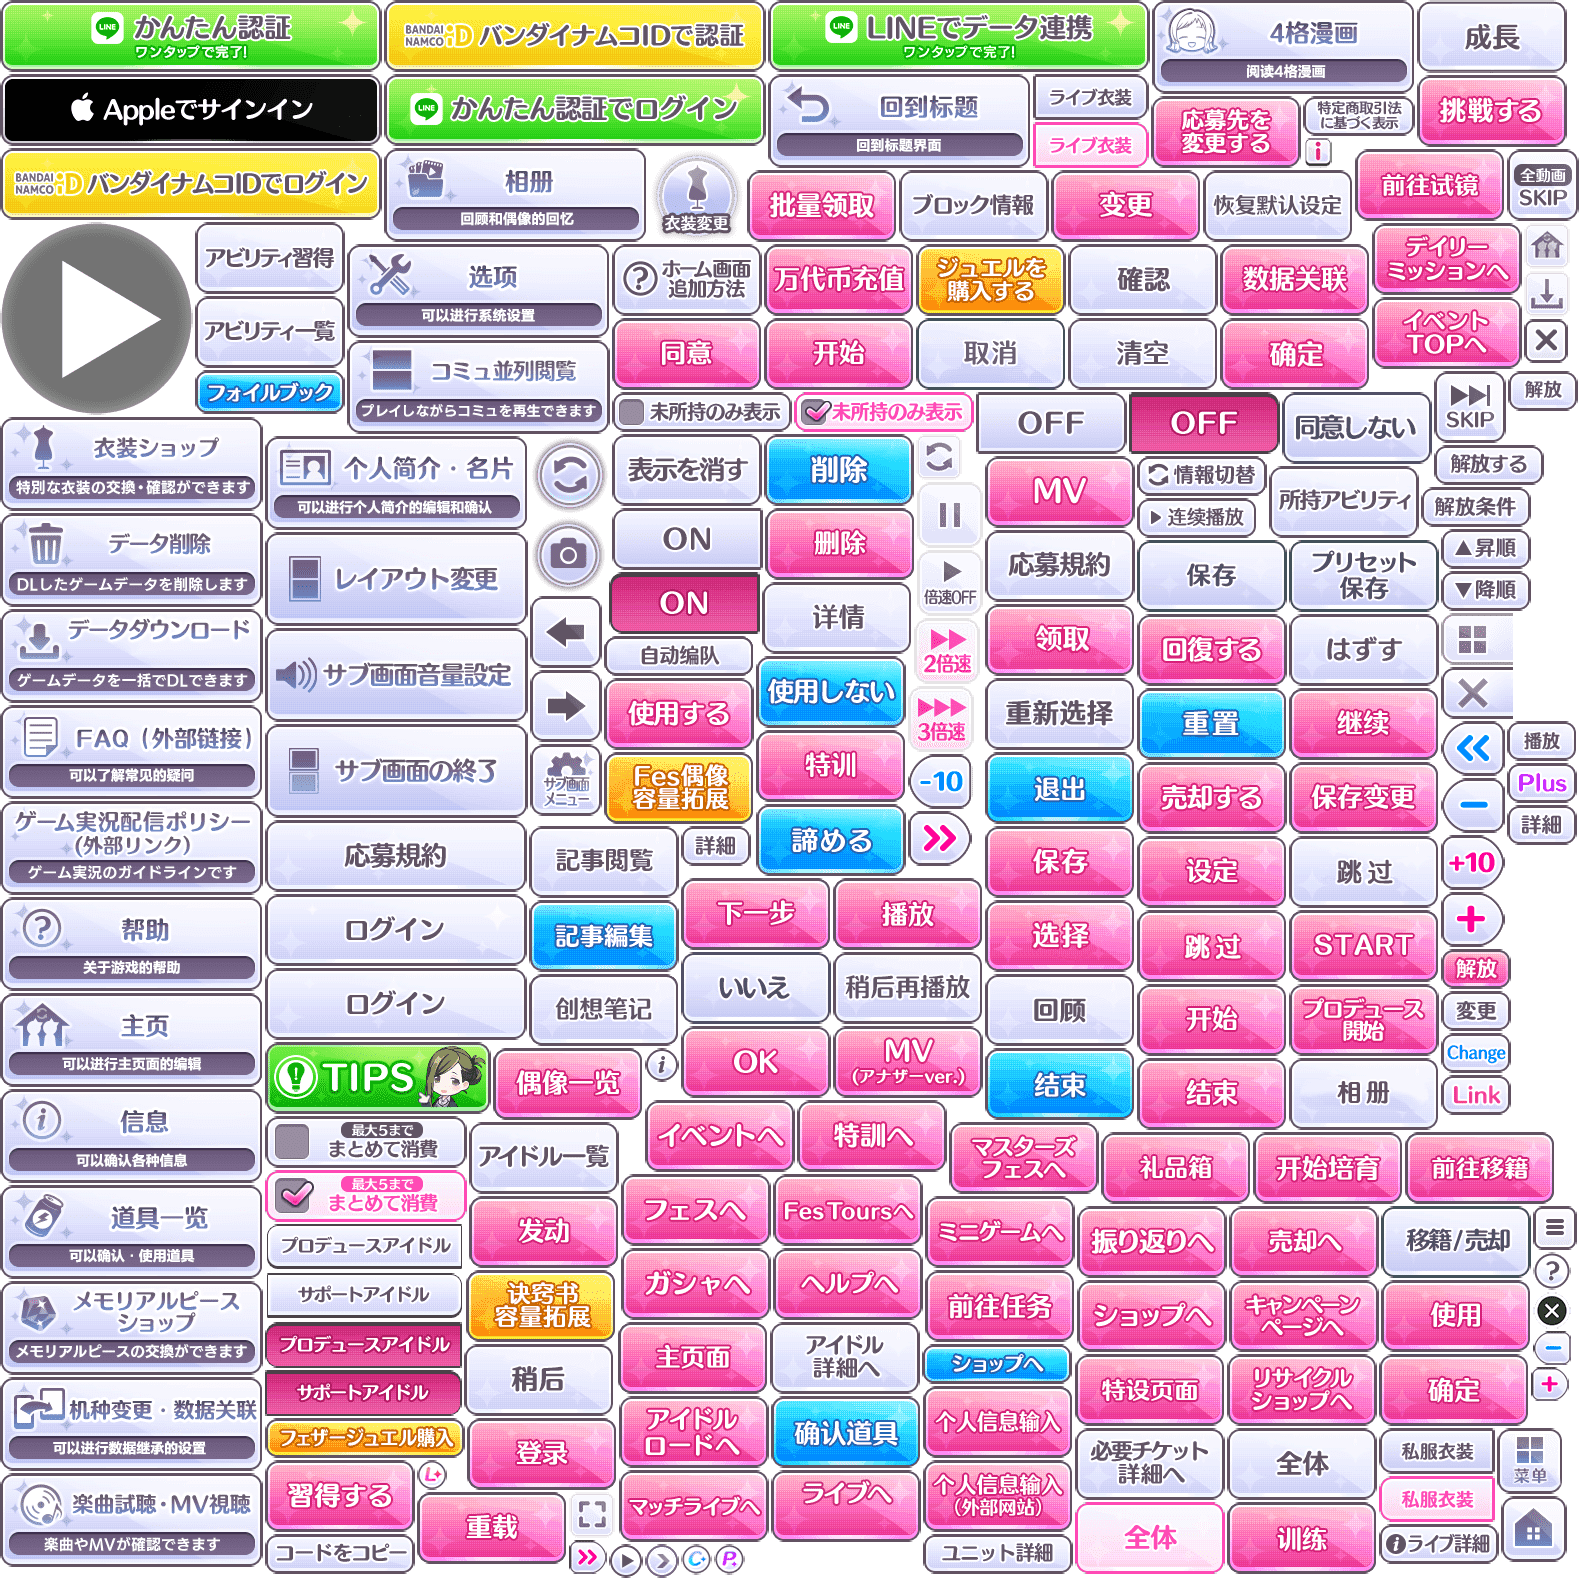 LINE かんたん認証
ワンタップで完了!
BANDAI NAMCO iD バンダイナムコIDで認証
LINE LINEでデータ連携
ワンタップで完了!
4格漫画
阅读4格漫画
成長
Appleでサインイン
LINE かんたん認証でログイン
回到标题
回到标题界面
ライブ衣装
ライブ衣装
応募先を
変更する
特定商取引法
に基づく表示
i
挑戦する
BANDAI NAMCO iD バンダイナムコIDでログイン
相册
回顾和偶像的回忆
衣装変更
批量领取
ブロック情報
变更
恢复默认设定
前往试镜
全動画
SKIP
アビリティ習得
アビリティ一覧
フォイルブック
选项
可以进行系统设置
コミュ並列閲覧
プレイしながらコミュを再生できます
?
ホーム画面
追加方法
万代币充值
ジュエルを
購入する
確認
数据关联
デイリー
ミッションへ
同意
开始
取消
清空
确定
イベント
TOPへ
未所持のみ表示
未所持のみ表示
OFF
OFF
同意しない
SKIP
解放
衣装ショップ
特別な衣装の交換・確認ができます
个人简介・名片
可以进行个人简介的编辑和确认
表示を消す
削除
MV
情報切替
连续播放
所持アビリティ
解放する
解放条件
データ削除
DLしたゲームデータを削除します
レイアウト変更
ON
删除
倍速OFF
応募規約
保存
プリセット
保存
▲昇順
▼降順
データダウンロード
ゲームデータを一括でDLできます
サブ画面音量設定
ON
自动编队
详情
2倍速
领取
回復する
はずす
FAQ（外部链接）
可以了解常见的疑问
サブ画面の終了
サブ画面
メニュー
使用する
使用しない
3倍速
重新选择
重置
继续
播放
Fes偶像
容量拓展
特训
-10
退出
売却する
保存变更
Plus
詳細
ゲーム実況配信ポリシー
(外部リンク)
ゲーム実況のガイドラインです
応募規約
記事閲覧
詳細
諦める
保存
设定
跳过
+10
帮助
关于游戏的帮助
ログイン
記事編集
下一步
播放
选择
跳过
START
解放
主页
可以进行主页面的编辑
ログイン
创想笔记
いいえ
稍后再播放
回顾
开始
プロデュース
開始
変更
Change
TIPS
偶像一览
i
OK
MV
(アナザーver.)
结束
结束
相册
Link
信息
可以确认各种信息
最大5まで
まとめて消費
最大5まで
まとめて消費
アイドル一覧
イベントへ
特訓へ
マスターズ
フェスへ
礼品箱
开始培育
前往移籍
道具一览
可以确认・使用道具
プロデュースアイドル
サポートアイドル
发动
フェスへ
Fes Toursへ
ミニゲームへ
振り返りへ
売却へ
移籍/売却
诀窍书
容量拓展
ガシャへ
ヘルプへ
前往任务
ショップへ
キャンペーン
ページへ
使用
?
メモリアルピース
ショップ
メモリアルピースの交換ができます
プロデュースアイドル
サポートアイドル
稍后
主页面
アイドル
詳細へ
ショップへ
特设页面
リサイクル
ショップへ
确定
机种变更・数据关联
可以进行数据继承的设置
フェザージュエル購入
登录
アイドル
ロードへ
确认道具
个人信息输入
必要チケット
詳細へ
全体
私服衣装
私服衣装
菜单
楽曲試聴・MV視聴
楽曲やMVが確認できます
習得する
L+
コードをコピー
重载
マッチライブへ
ライブへ
个人信息输入
（外部网站）
ユニット詳細
全体
训练
iライブ詳細
C+
P+